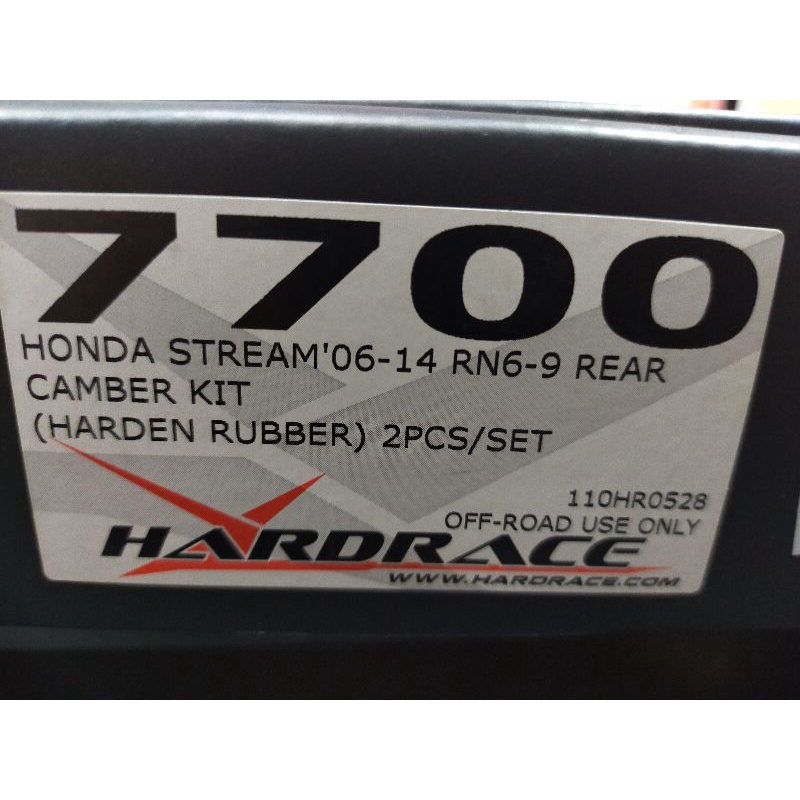 7700
HONDA STREAM'06-14 RN6-9 REAR
CAMBER KIT
(HARDEN RUBBER) 2PCS/SET
110HR0528
OFF-ROAD USE ONLY
HARDRACE
WWW.HARDRACE.COM